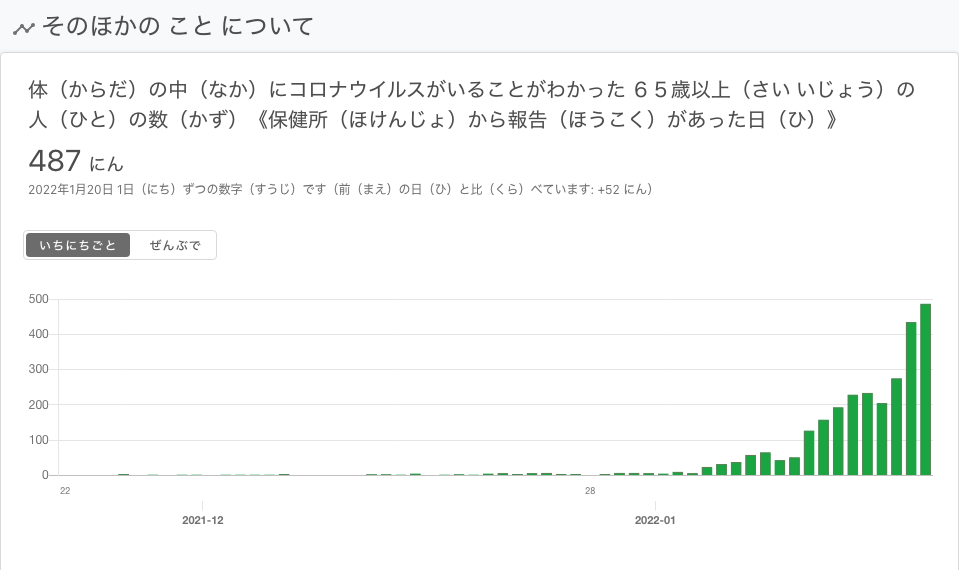 そのほかの こと について
体（からだ）の中（なか）にコロナウイルスがいることがわかった ６５歳以上（さい いじょう）の
人（ひと）の数（かず）《保健所（ほけんじょ）から報告（ほうこく）があった日（ひ）》
487 にん
2022年1月20日 1日（にち）ずつの数字（すうじ）です（前（まえ）の日（ひ）と比（くら）べています: +52 にん）
いちにちごと ぜんぶで
500
400
300
200
100
0
22 28
2021-12 2022-01